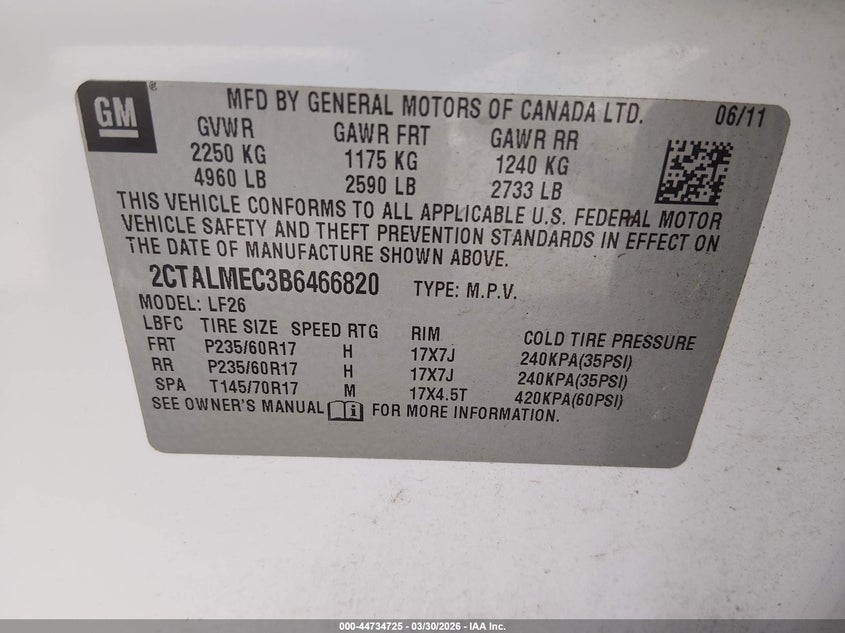 GM ®
MFD BY GENERAL MOTORS OF CANADA LTD. 06/11
GVWR GAWR FRT GAWR RR
2250 KG 1175 KG 1240 KG
4960 LB 2590 LB 2733 LB
THIS VEHICLE CONFORMS TO ALL APPLICABLE U.S. FEDERAL MOTOR
VEHICLE SAFETY AND THEFT PREVENTION STANDARDS IN EFFECT ON
THE DATE OF MANUFACTURE SHOWN ABOVE.
2CTALMEC3B6466820 TYPE: M.P.V.
MODEL: LF26
LBFC TIRE SIZE SPEED RTG RIM COLD TIRE PRESSURE
FRT P235/60R17 H 17X7J 240KPA(35PSI)
RR P235/60R17 H 17X7J 240KPA(35PSI)
SPA T145/70R17 M 17X4.5T 420KPA(60PSI)
SEE OWNER'S MANUAL FOR MORE INFORMATION.
000-44734725 - 03/30/2026 - IAA Inc.